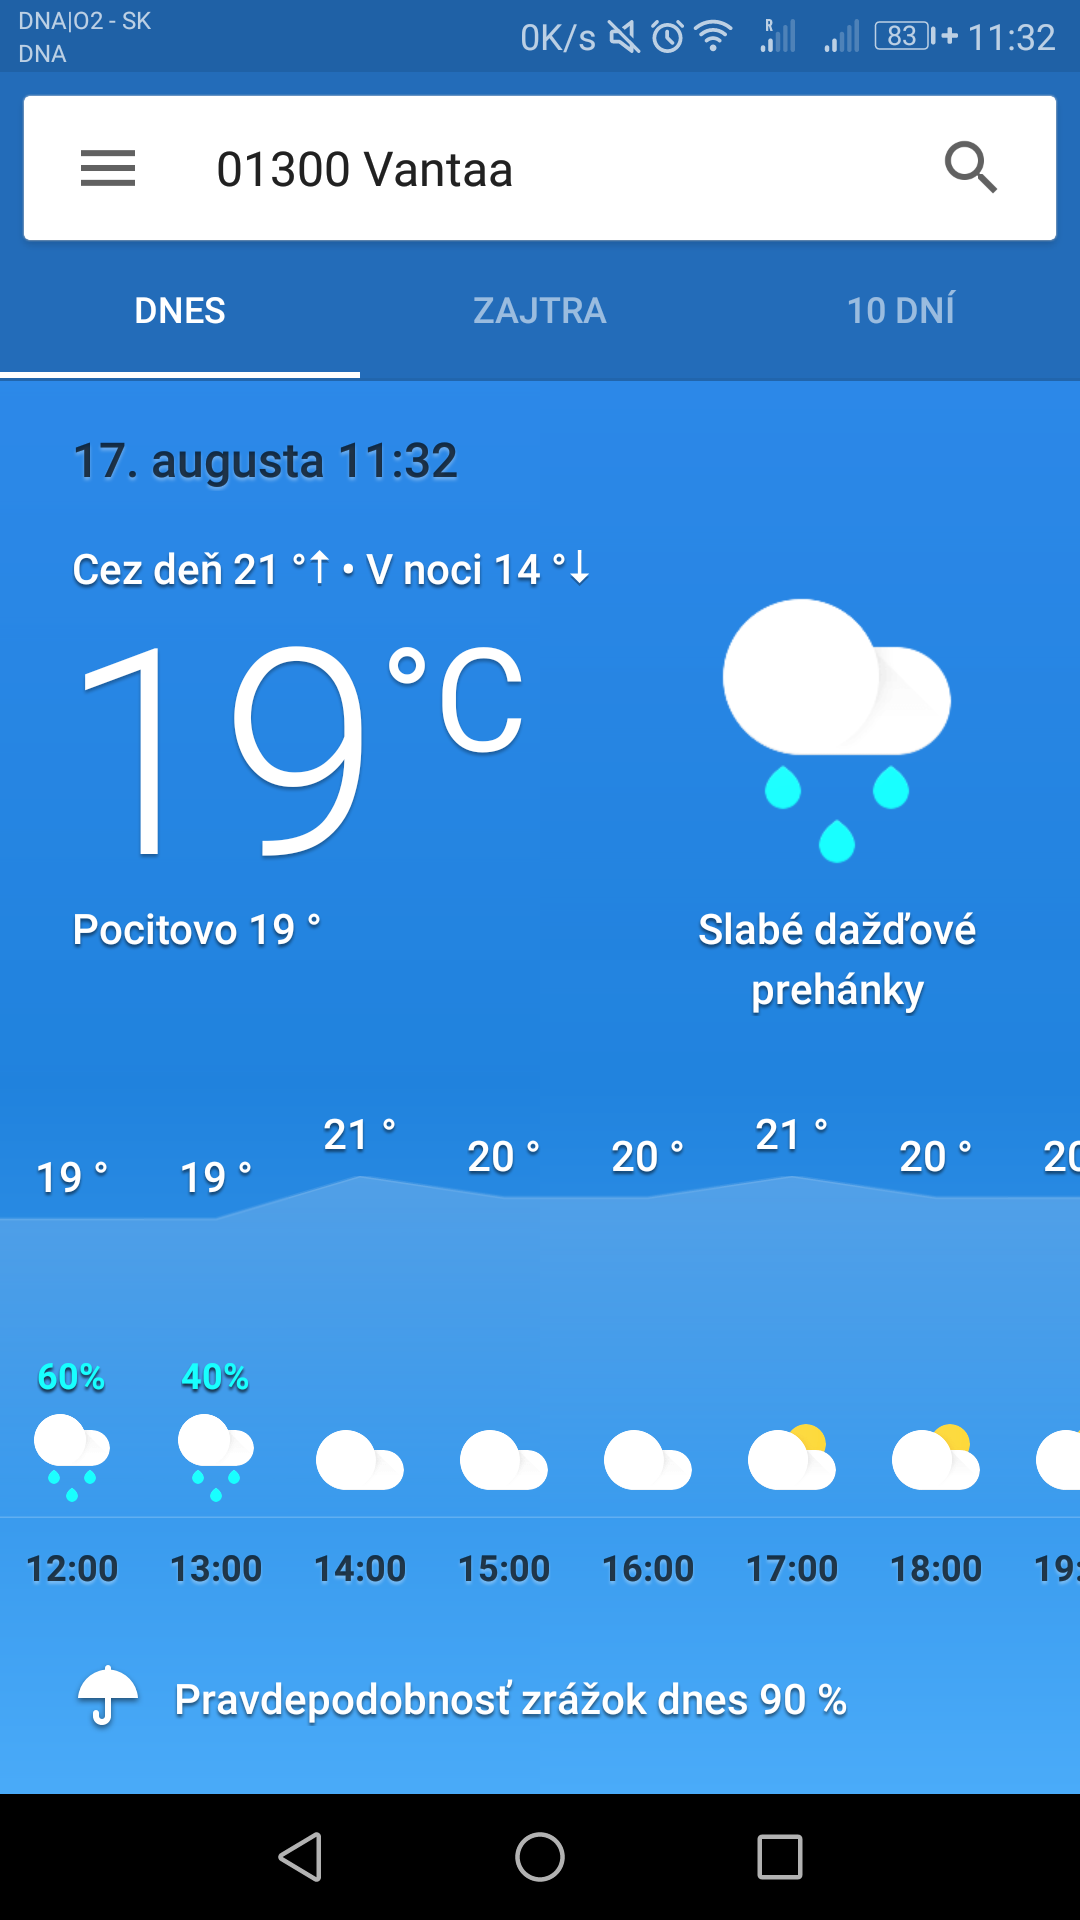 DNA|O2 - SK
DNA
0K/s R 83 11:32
01300 Vantaa
DNES ZAJTRA 10 DNÍ
17. augusta 11:32
Cez deň 21 °↑ • V noci 14 °↓
19 °C
Pocitovo 19 °
Slabé dažďové
prehánky
19 ° 19 ° 21 ° 20 ° 20 ° 21 ° 20 ° 20
60% 40%
12:00 13:00 14:00 15:00 16:00 17:00 18:00 19:
Pravdepodobnosť zrážok dnes 90 %